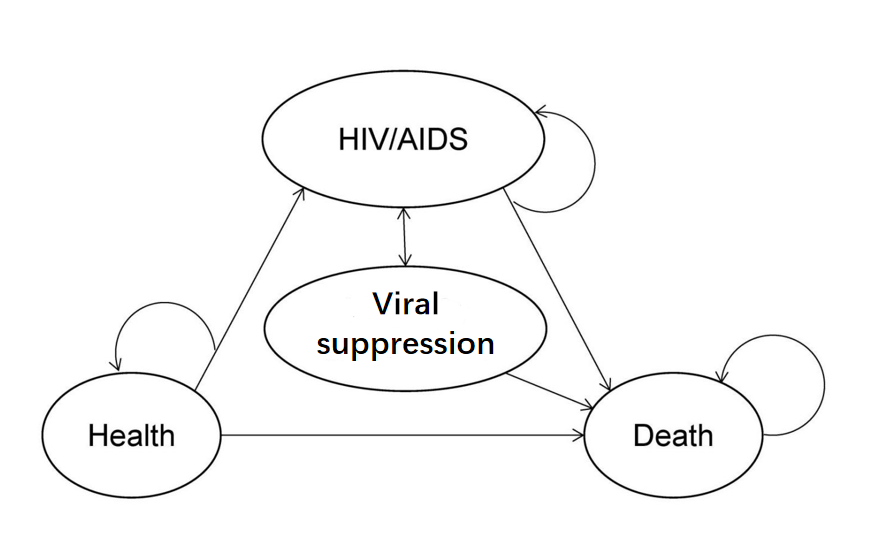 HIV/AIDS
Viral
suppression
Health
Death